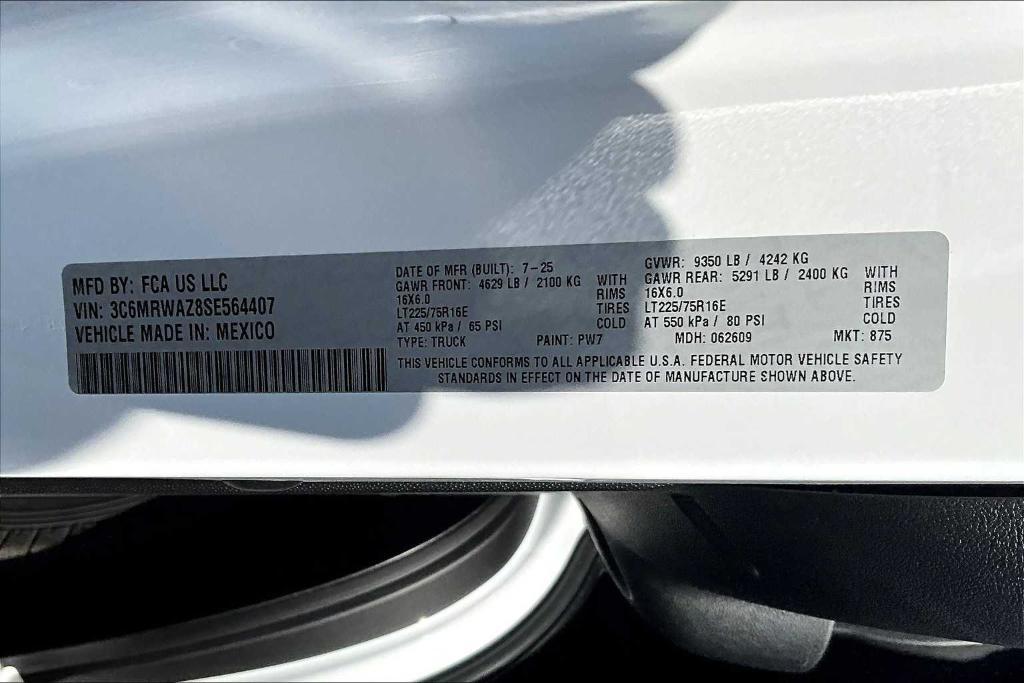 MFD BY: FCA US LLC
VIN: 3C6MRWAZ8SE564407
VEHICLE MADE IN: MEXICO
DATE OF MFR (BUILT): 7-25
GAWR FRONT: 4629 LB / 2100 KG WITH
16X6.0 RIMS
LT225/75R16E TIRES
AT 450 kPa / 65 PSI COLD
TYPE: TRUCK PAINT: PW7
GVWR: 9350 LB / 4242 KG
GAWR REAR: 5291 LB / 2400 KG WITH
16X6.0 RIMS
LT225/75R16E TIRES
AT 550 kPa / 80 PSI COLD
MDH: 062609 MKT: 875
THIS VEHICLE CONFORMS TO ALL APPLICABLE U.S.A. FEDERAL MOTOR VEHICLE SAFETY
STANDARDS IN EFFECT ON THE DATE OF MANUFACTURE SHOWN ABOVE.